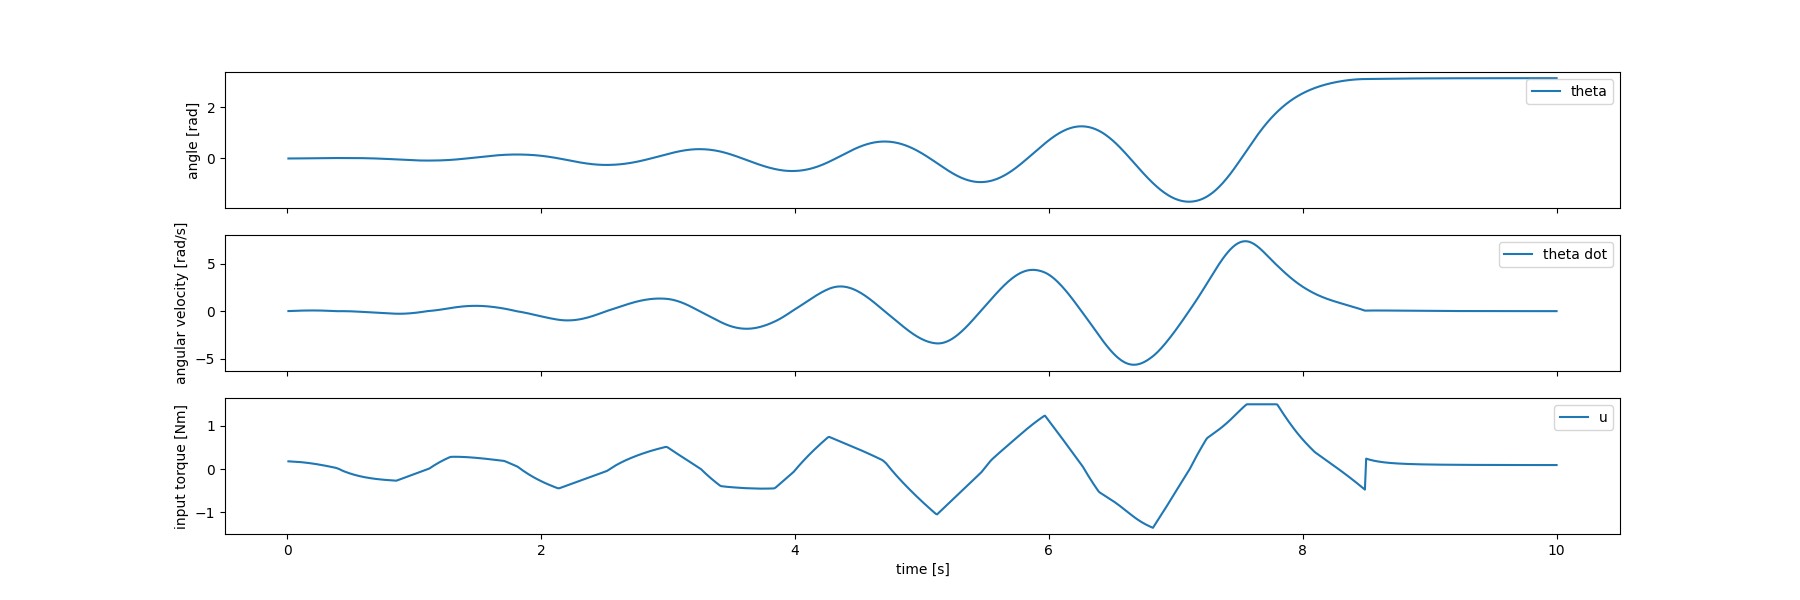 angle [rad]
2
0
theta
angular velocity [rad/s]
5
0
−5
theta dot
input torque [Nm]
1
0
−1
u
0 2 4 6 8 10
time [s]